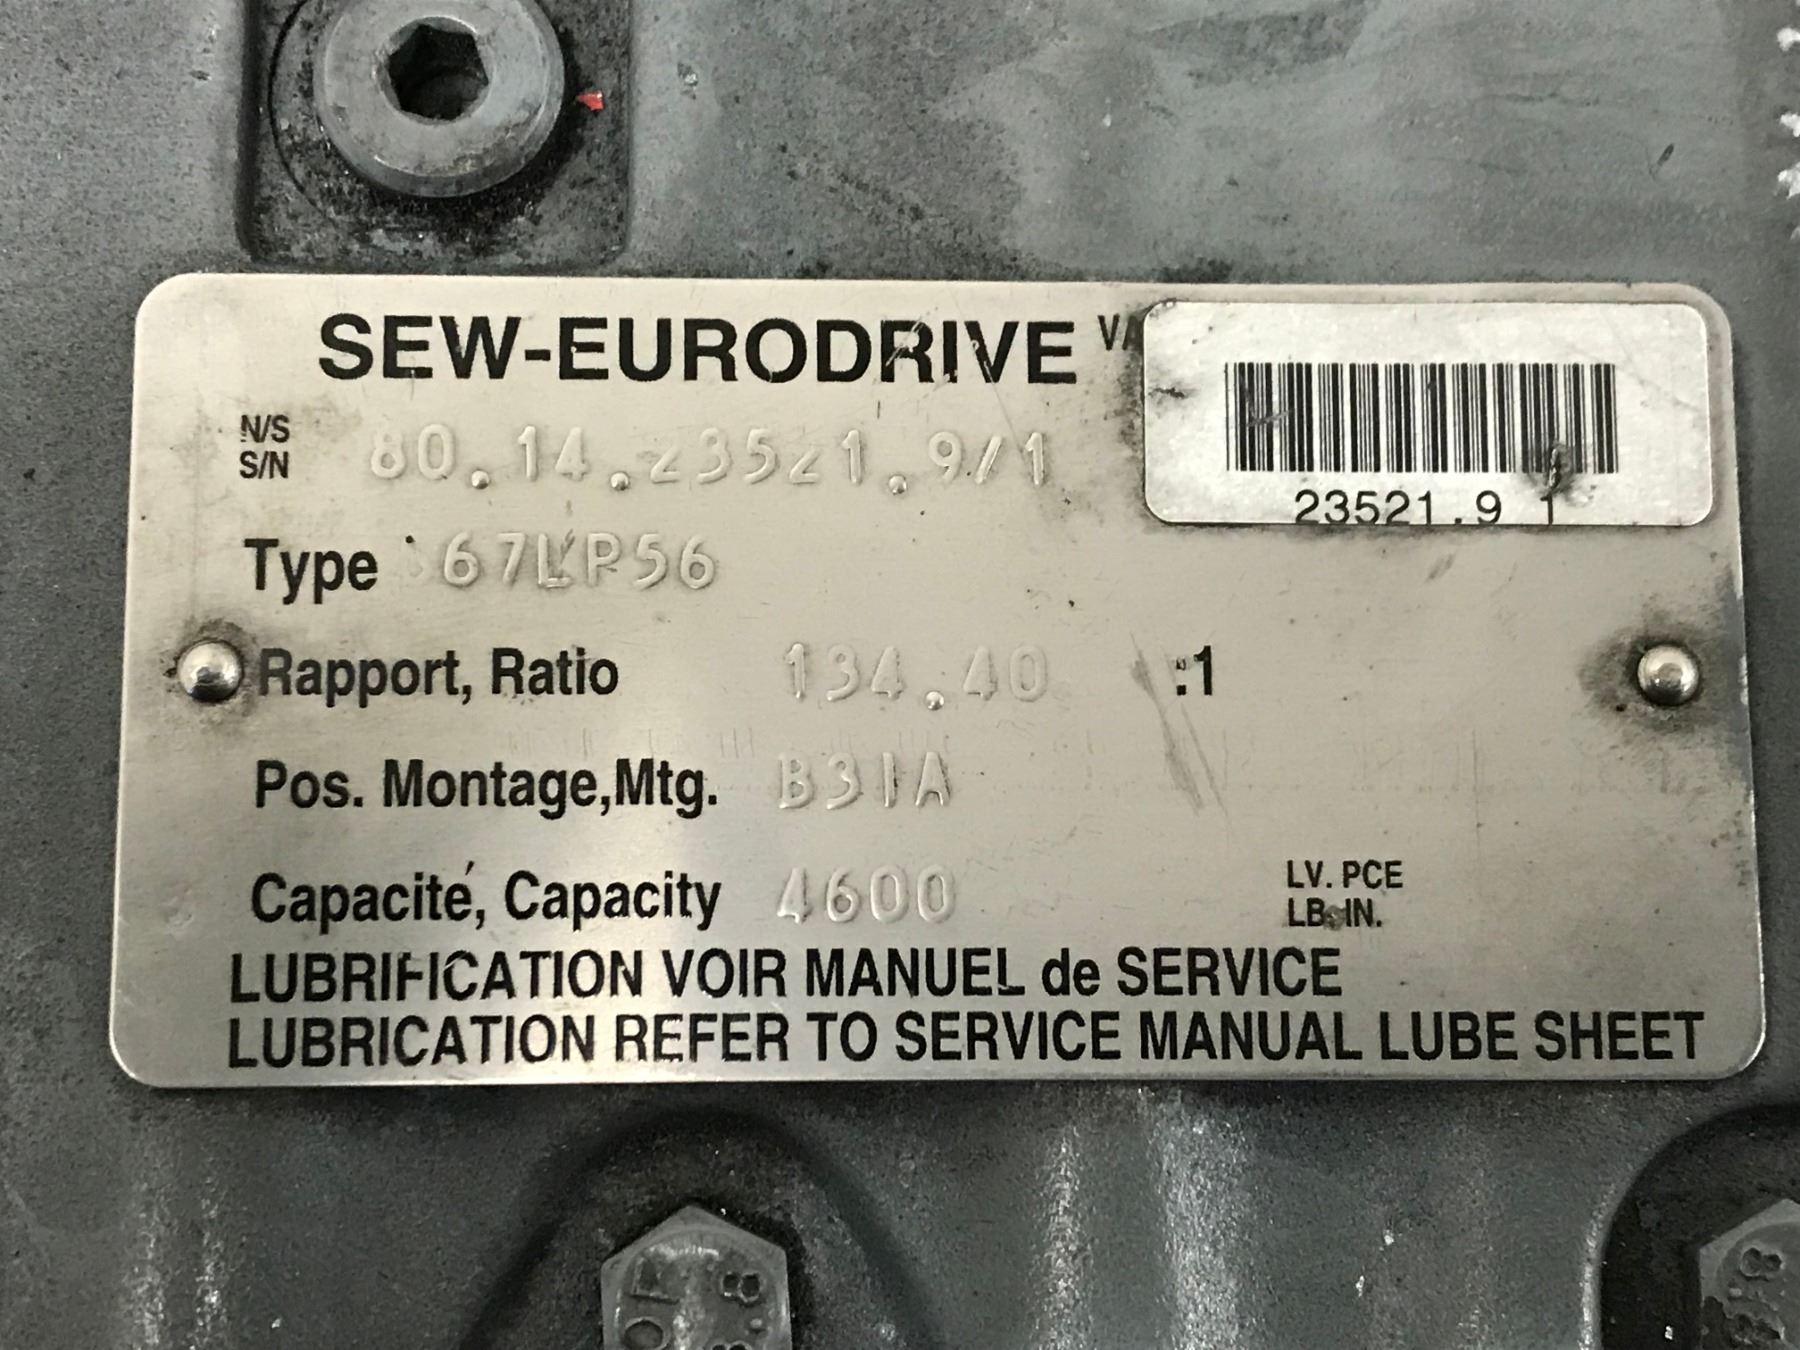 SEW-EURODRIVE
23521.9 1
N/S
S/N 80.14.23521.9/1
Type 67LP56
Rapport, Ratio 134.40 :1
Pos. Montage,Mtg. B3IA
Capacité, Capacity 4600 LV. PCE
LB. IN.
LUBRIFICATION VOIR MANUEL de SERVICE
LUBRICATION REFER TO SERVICE MANUAL LUBE SHEET